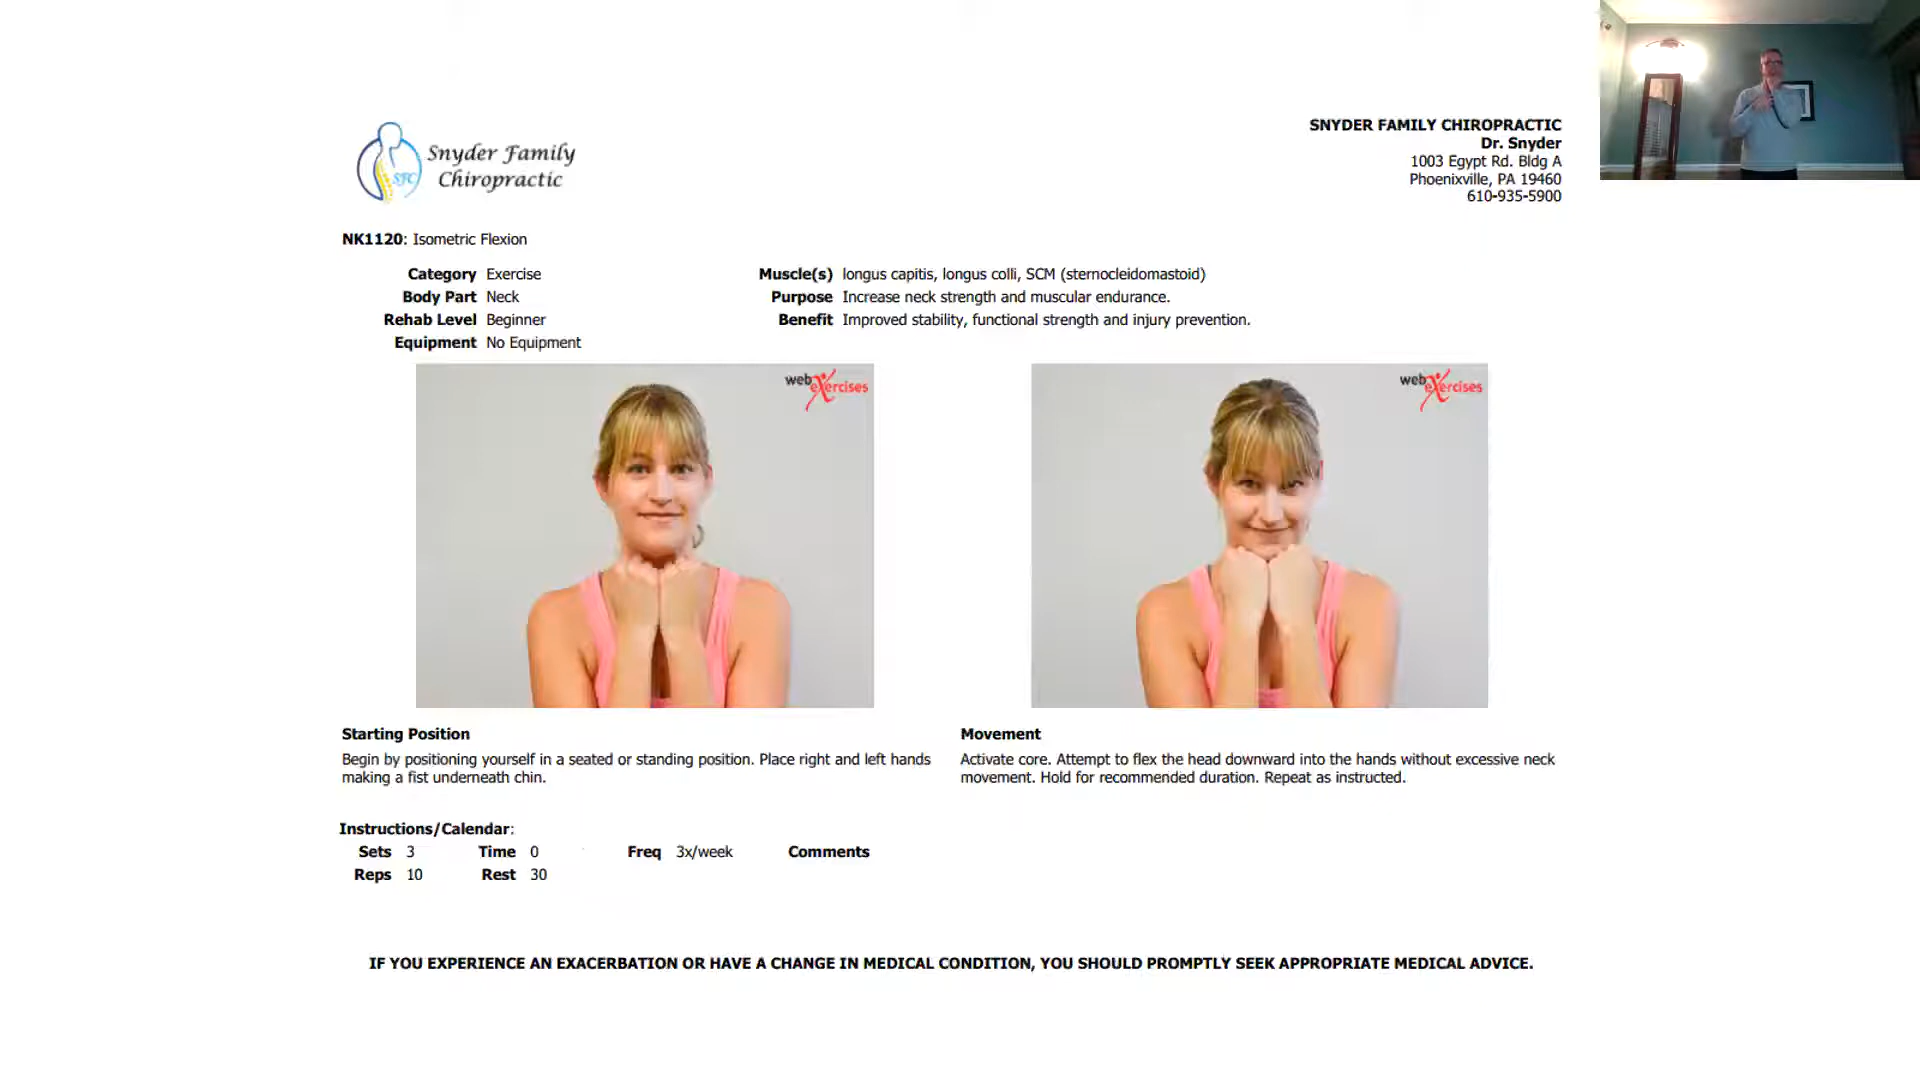 Snyder Family
Chiropractic
SFC
SNYDER FAMILY CHIROPRACTIC
Dr. Snyder
1003 Egypt Rd. Bldg A
Phoenixville, PA 19460
610-935-5900
NK1120: Isometric Flexion
Category Exercise
Body Part Neck
Rehab Level Beginner
Equipment No Equipment
Muscle(s) longus capitis, longus colli, SCM (sternocleidomastoid)
Purpose Increase neck strength and muscular endurance.
Benefit Improved stability, functional strength and injury prevention.
web exercises
web exercises
Starting Position
Begin by positioning yourself in a seated or standing position. Place right and left hands
making a fist underneath chin.
Movement
Activate core. Attempt to flex the head downward into the hands without excessive neck
movement. Hold for recommended duration. Repeat as instructed.
Instructions/Calendar:
Sets 3 Time 0 Freq 3x/week Comments
Reps 10 Rest 30
IF YOU EXPERIENCE AN EXACERBATION OR HAVE A CHANGE IN MEDICAL CONDITION, YOU SHOULD PROMPTLY SEEK APPROPRIATE MEDICAL ADVICE.